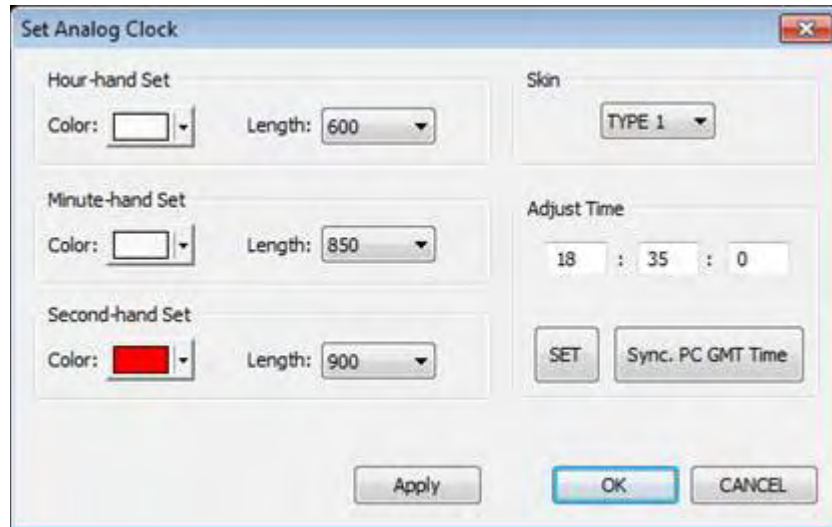 Set Analog Clock
Hour-hand Set
Color:
Length: 600
Skin
TYPE 1
Minute-hand Set
Color:
Length: 850
Adjust Time
18 : 35 : 0
Second-hand Set
Color:
Length: 900
SET
Sync. PC GMT Time
Apply
OK
CANCEL